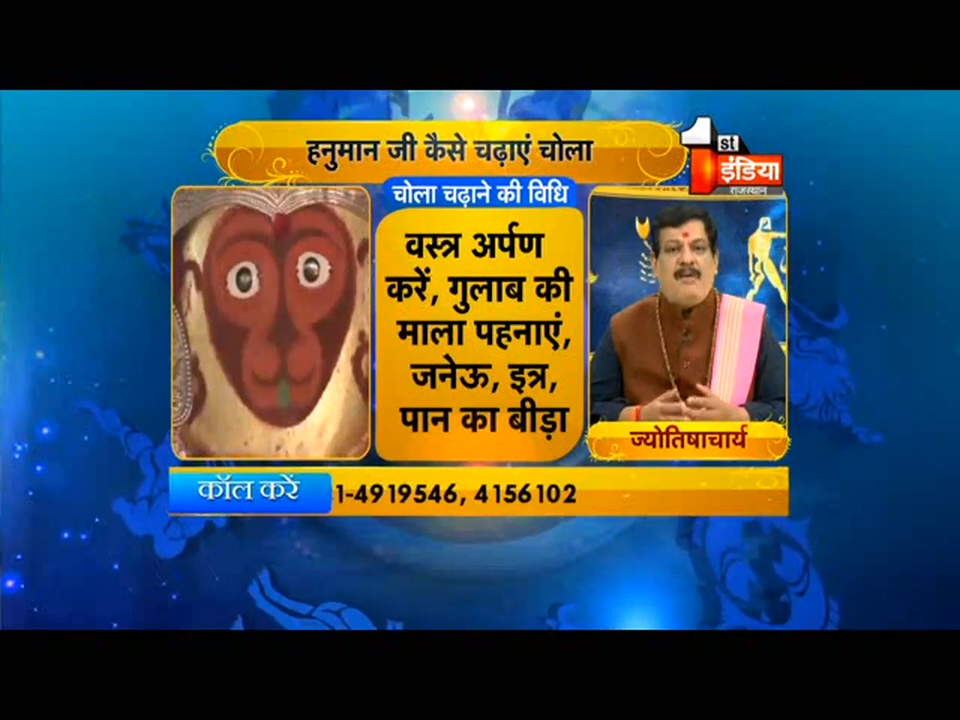 हनुमान जी कैसे चढ़ाएं चोला
1st
इंडिया
राजस्थान
चोला चढ़ाने की विधि
वस्त्र अर्पण
करें, गुलाब की
माला पहनाएं,
जनेऊ, इत्र,
पान का बीड़ा
ज्योतिषाचार्य
कॉल करें 1-4919546, 4156102